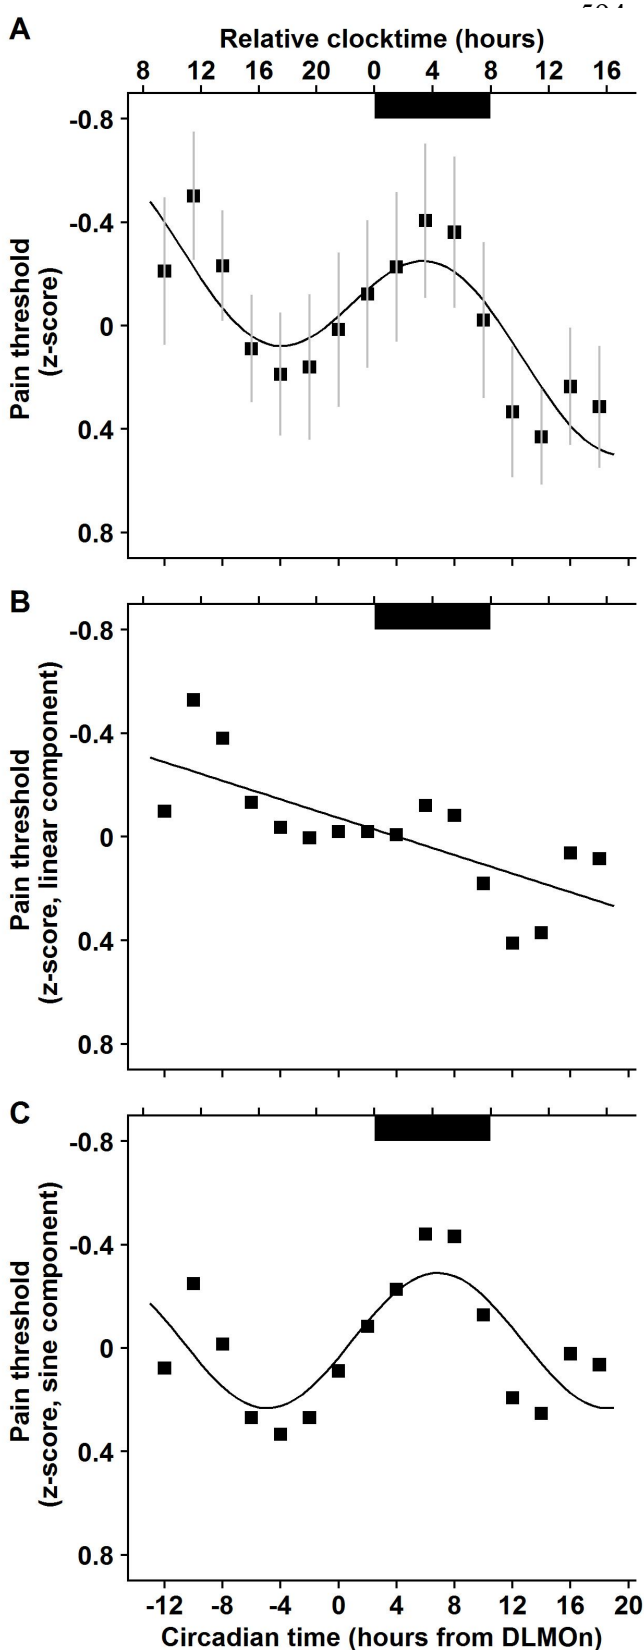 A
Relative clocktime (hours)
8 12 16 20 0 4 8 12 16
-0.8
-0.4
0
0.4
0.8
Pain threshold
(z-score)
B
-0.8
-0.4
0
0.4
0.8
Pain threshold
(z-score, linear component)
C
-0.8
-0.4
0
0.4
0.8
Pain threshold
(z-score, sine component)
-12 -8 -4 0 4 8 12 16 20
Circadian time (hours from DLMOn)